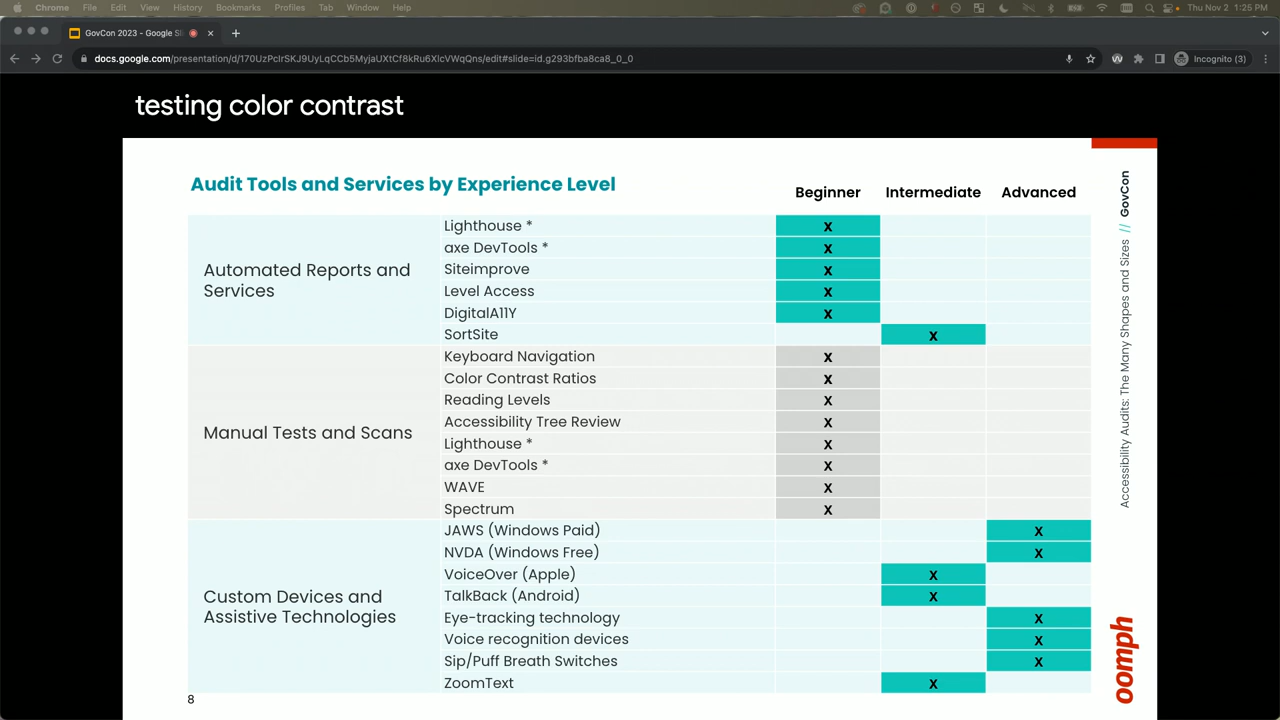 Chrome File Edit View History Bookmarks Profiles Tab Window Help Thu Nov 2 1:25 PM
GovCon 2023 - Google Sl
docs.google.com/presentation/d/170UzPcIrSKJ9UyLqCCb5MyjaUXtCf8kRu6XlcVWqQns/edit#slide=id.g293bfba8ca8_0_0 Incognito (3)
testing color contrast
Audit Tools and Services by Experience Level
Beginner Intermediate Advanced
Automated Reports and
Services
Lighthouse * X
axe DevTools * X
Siteimprove X
Level Access X
DigitalA11Y X
SortSite X
Manual Tests and Scans
Keyboard Navigation X
Color Contrast Ratios X
Reading Levels X
Accessibility Tree Review X
Lighthouse * X
axe DevTools * X
WAVE X
Spectrum X
Custom Devices and
Assistive Technologies
JAWS (Windows Paid) X
NVDA (Windows Free) X
VoiceOver (Apple) X
TalkBack (Android) X
Eye-tracking technology X
Voice recognition devices X
Sip/Puff Breath Switches X
ZoomText X
8
Accessibility Audits: The Many Shapes and Sizes // GovCon
oomph